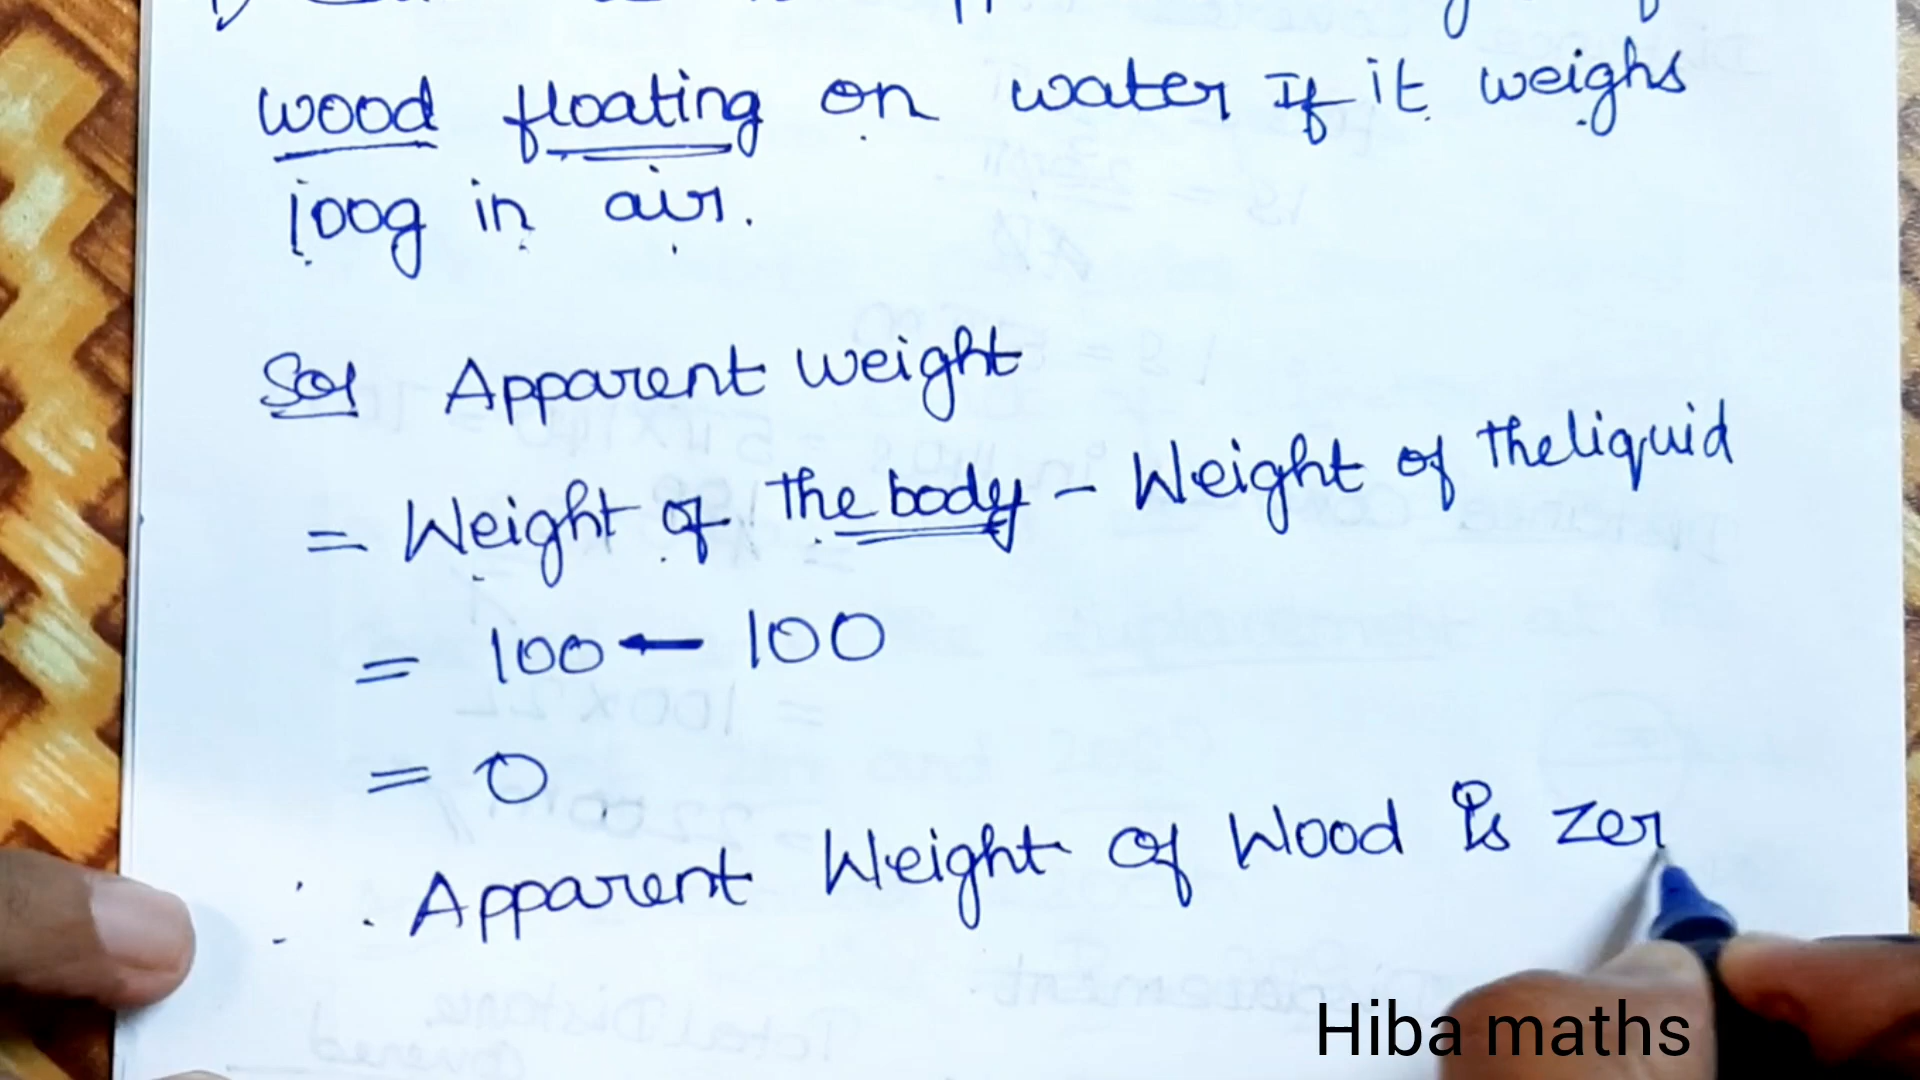 wood floating on water If it weighs
100g in air.
Sol Apparent weight
= Weight of the body - Weight of the liquid
= 100 - 100
= 0
∴ Apparent Weight of Wood Is zer
Hiba maths